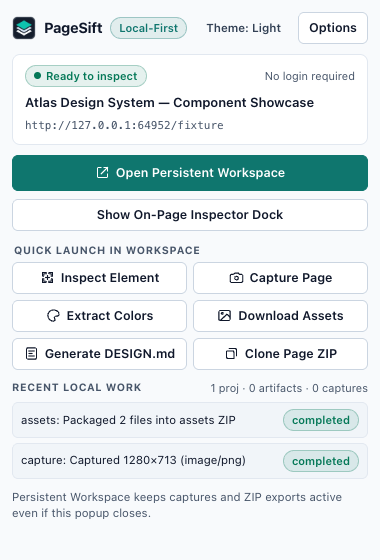 PageSift Local-First Theme: Light Options
Ready to inspect No login required
Atlas Design System — Component Showcase
http://127.0.0.1:64952/fixture
Open Persistent Workspace
Show On-Page Inspector Dock
QUICK LAUNCH IN WORKSPACE
Inspect Element Capture Page
Extract Colors Download Assets
Generate DESIGN.md Clone Page ZIP
RECENT LOCAL WORK 1 proj · 0 artifacts · 0 captures
assets: Packaged 2 files into assets ZIP completed
capture: Captured 1280×713 (image/png) completed
Persistent Workspace keeps captures and ZIP exports active
even if this popup closes.